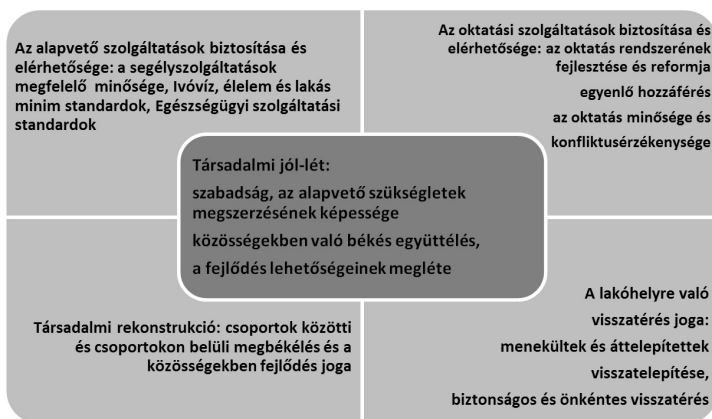 Az alapvető szolgáltatások biztosítása és
elérhetősége: a segélyszolgáltatások
megfelelő minősége, Ivóvíz, élelem és lakás
minim standardok, Egészségügyi szolgáltatási
standardok
Az oktatási szolgáltatások biztosítása és
elérhetősége: az oktatás rendszerének
fejlesztése és reformja
egyenlő hozzáférés
az oktatás minősége és
konfliktusérzékenysége
Társadalmi jól-lét:
szabadság, az alapvető szükségletek
megszerzésének képessége
közösségekben való békés együttélés,
a fejlődés lehetőségeinek megléte
Társadalmi rekonstrukció: csoportok közötti
és csoportokon belüli megbékélés és a
közösségekben fejlődés joga
A lakóhelyre való
visszatérés joga:
menekültek és áttelepítettek
visszatelepítése,
biztonságos és önkéntes visszatérés